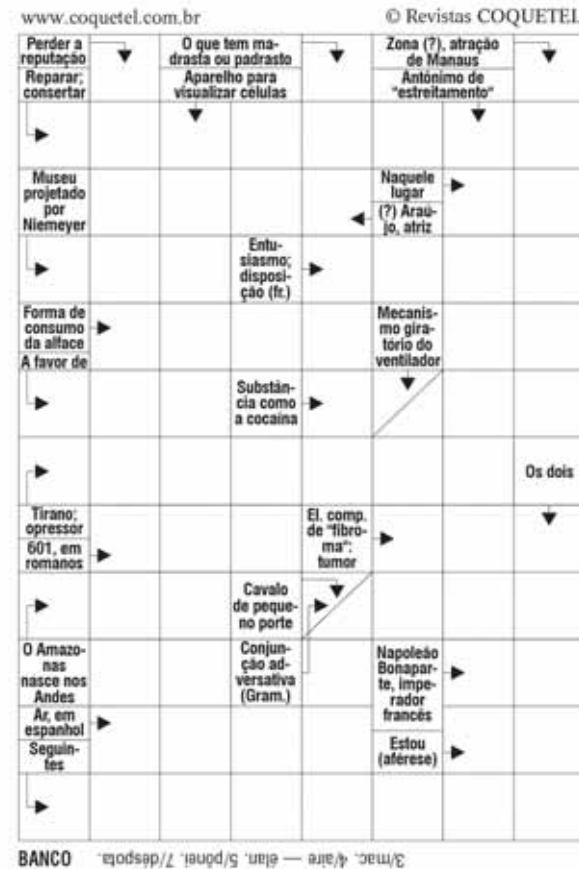 www.coquetel.com.br
© Revistas COQUETEL
Perder a
reputação
Reparar;
consertar
O que tem ma-
drasta ou padrasto
Aparelho para
visualizar células
Zona (?), atração
de Manaus
Antônimo de
"estreitamento"
Museu
projetado
por
Niemeyer
Naquele
lugar
(?) Araú-
jo, atriz
Entu-
siasmo;
disposi-
ção (fr.)
Forma de
consumo
da alface
A favor de
Mecanis-
mo gira-
tório do
ventilador
Substân-
cia como
a cocaína
Os dois
Tirano;
opressor
601, em
romanos
El. comp.
de "fibro-
ma":
tumor
Cavalo
de peque-
no porte
O Amazo-
nas
nasce nos
Andes
Conjun-
ção ad-
versativa
(Gram.)
Napoleão
Bonapar-
te, impe-
rador
francês
Ar, em
espanhol
Seguin-
tes
Estou
(aférese)
BANCO
3/mac. 4/aire — élan. 5/pônei. 7/déspota.